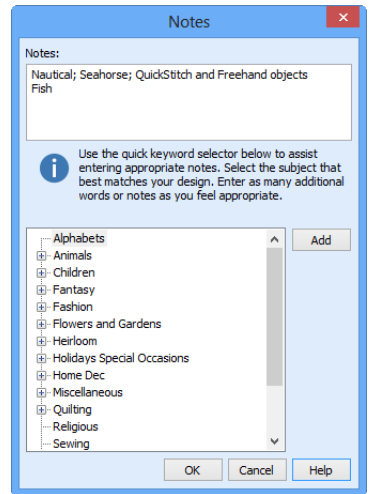 Notes
Notes:
Nautical; Seahorse; QuickStitch and Freehand objects
Fish
Use the quick keyword selector below to assist
entering appropriate notes. Select the subject that
best matches your design. Enter as many additional
words or notes as you feel appropriate.
Alphabets
Animals
Children
Fantasy
Fashion
Flowers and Gardens
Heirloom
Holidays Special Occasions
Home Dec
Miscellaneous
Quilting
Religious
Sewing
Add
OK Cancel Help